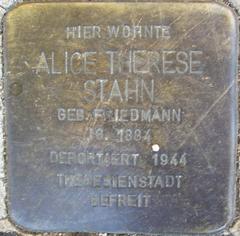 HIER WOHNTE
ALICE THERESE
STAHN
GEB. FRIEDMANN
JG. 1884
DEPORTIERT 1944
THERESIENSTADT
BEFREIT